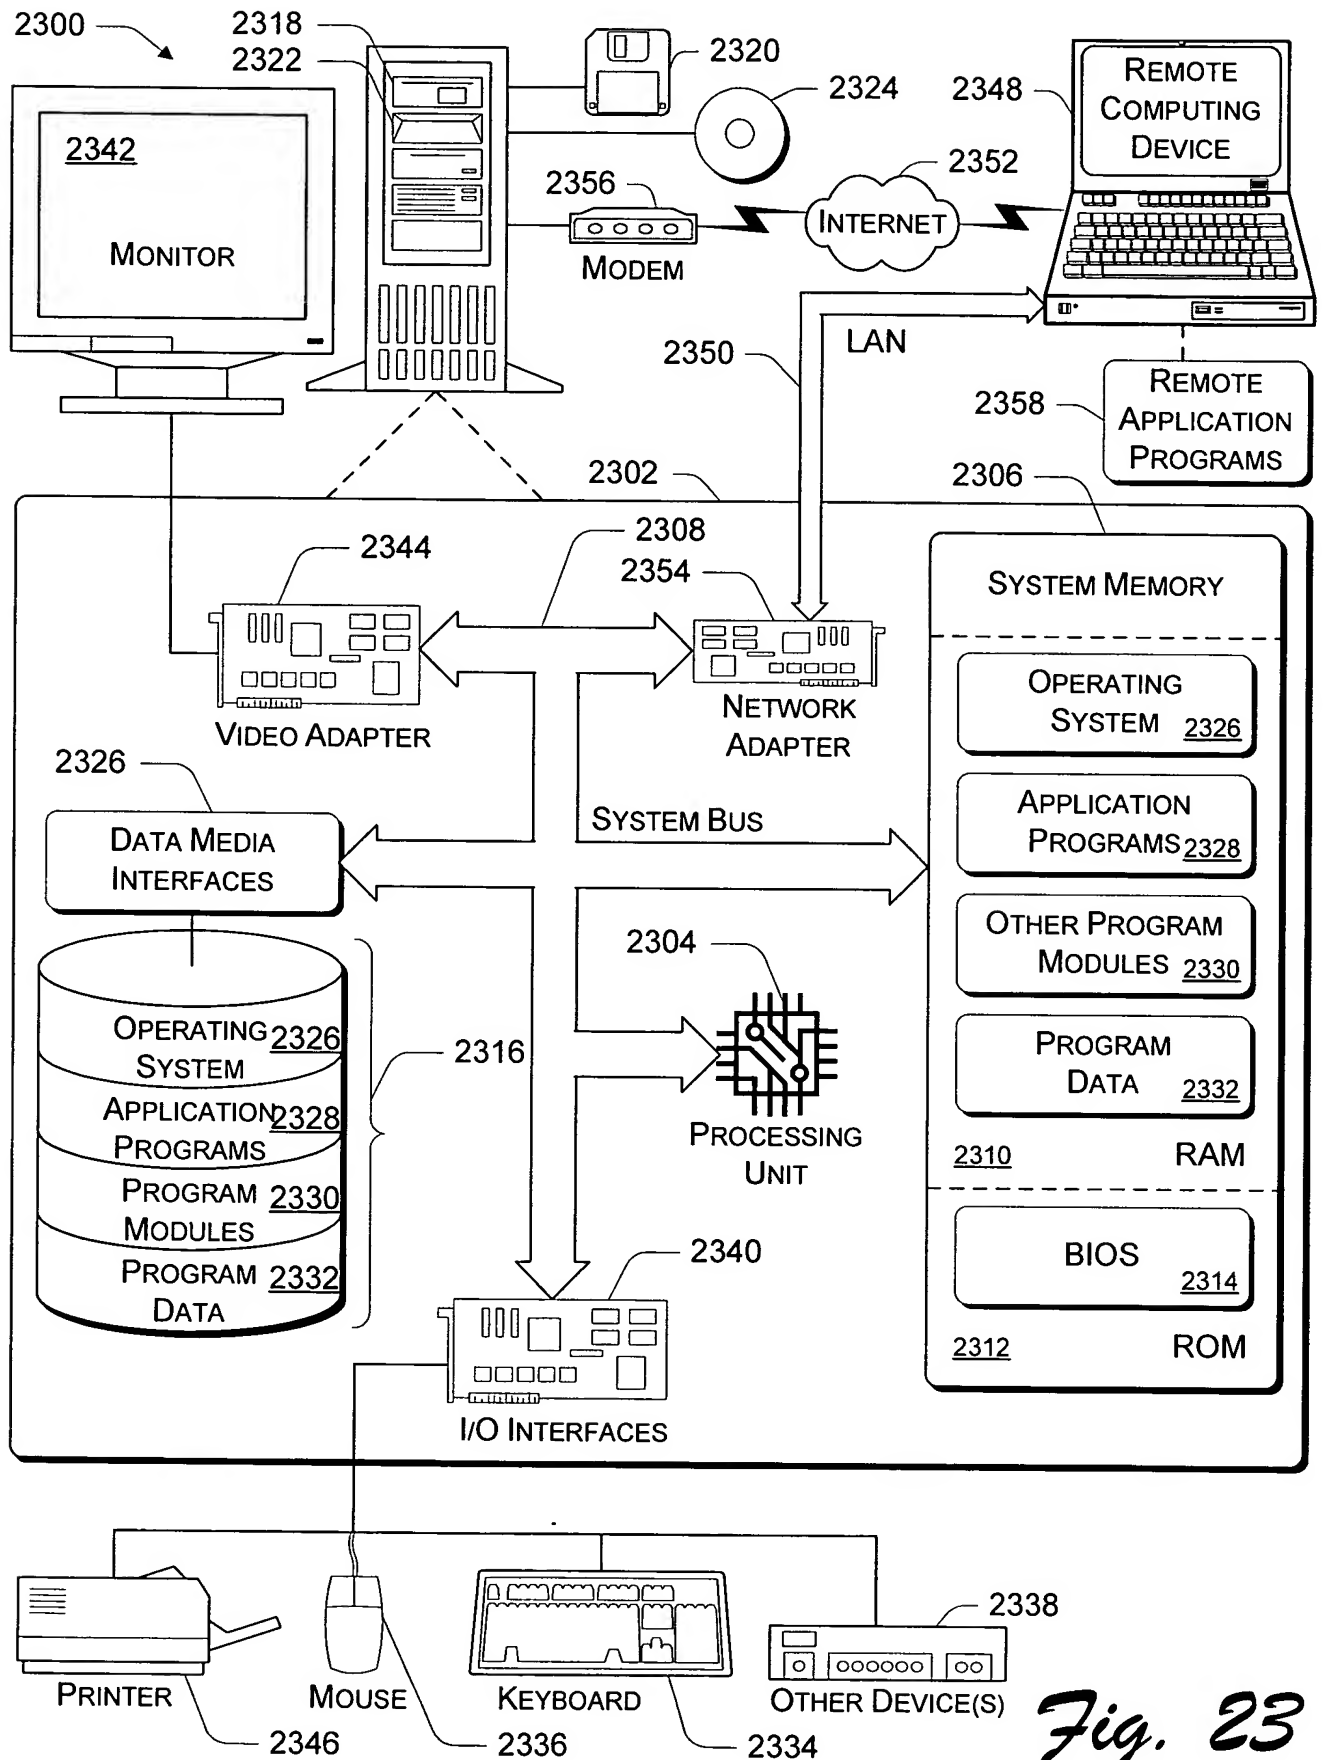 2300
2318
2322
2320
2324
2348
REMOTE
COMPUTING
DEVICE
2342
MONITOR
2356
MODEM
2352
INTERNET
2350
LAN
2358
REMOTE
APPLICATION
PROGRAMS
2302
2306
2344
2308
2354
VIDEO ADAPTER
NETWORK
ADAPTER
SYSTEM MEMORY
OPERATING
SYSTEM 2326
APPLICATION
PROGRAMS 2328
OTHER PROGRAM
MODULES 2330
PROGRAM
DATA 2332
2310 RAM
BIOS
2314
2312 ROM
2326
DATA MEDIA
INTERFACES
SYSTEM BUS
2304
PROCESSING
UNIT
OPERATING 2326
SYSTEM
APPLICATION 2328
PROGRAMS
PROGRAM 2330
MODULES
PROGRAM 2332
DATA
2316
2340
I/O INTERFACES
PRINTER
2346
MOUSE
2336
KEYBOARD
2334
2338
OTHER DEVICE(S)
Fig. 23